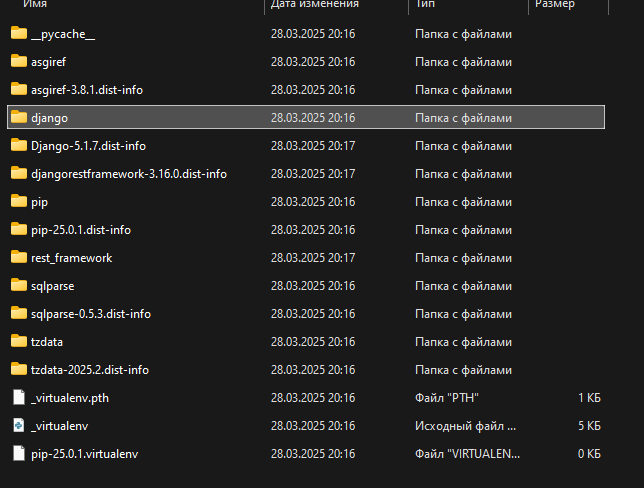 Имя Дата изменения Тип Размер
__pycache__ 28.03.2025 20:16 Папка с файлами
asgiref 28.03.2025 20:16 Папка с файлами
asgiref-3.8.1.dist-info 28.03.2025 20:16 Папка с файлами
django 28.03.2025 20:16 Папка с файлами
Django-5.1.7.dist-info 28.03.2025 20:17 Папка с файлами
djangorestframework-3.16.0.dist-info 28.03.2025 20:17 Папка с файлами
pip 28.03.2025 20:16 Папка с файлами
pip-25.0.1.dist-info 28.03.2025 20:16 Папка с файлами
rest_framework 28.03.2025 20:17 Папка с файлами
sqlparse 28.03.2025 20:16 Папка с файлами
sqlparse-0.5.3.dist-info 28.03.2025 20:16 Папка с файлами
tzdata 28.03.2025 20:16 Папка с файлами
tzdata-2025.2.dist-info 28.03.2025 20:16 Папка с файлами
_virtualenv.pth 28.03.2025 20:16 Файл "PTH" 1 КБ
_virtualenv 28.03.2025 20:16 Исходный файл ... 5 КБ
pip-25.0.1.virtualenv 28.03.2025 20:16 Файл "VIRTUALEN... 0 КБ